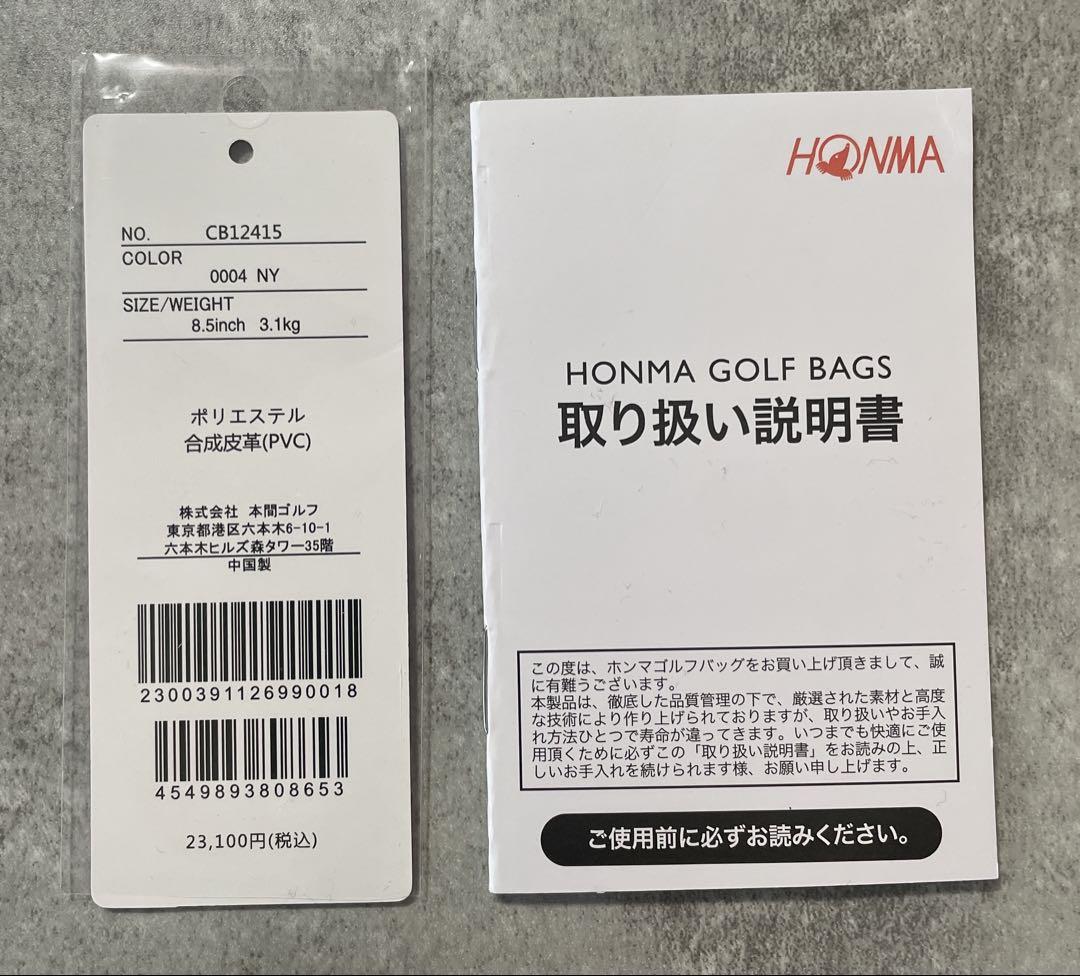 NO. CB12415
COLOR
0004 NY
SIZE/WEIGHT
8.5inch 3.1kg
ポリエステル
合成皮革(PVC)
株式会社 本間ゴルフ
東京都港区六本木6-10-1
六本木ヒルズ森タワー35階
中国製
2300391126990018
4549893808653
23,100円(税込)
HONMA
HONMA GOLF BAGS
取り扱い説明書
この度は、ホンマゴルフバッグをお買い上げ頂きまして、誠
に有難うございます。
本製品は、徹底した品質管理の下で、厳選された素材と高度
な技術により作り上げられておりますが、取り扱いやお手入
れ方法ひとつで寿命が違ってきます。いつまでも快適にご使
用頂くために必ずこの「取り扱い説明書」をお読みの上、正
しいお手入れを続けられます様、お願い申し上げます。
ご使用前に必ずお読みください。